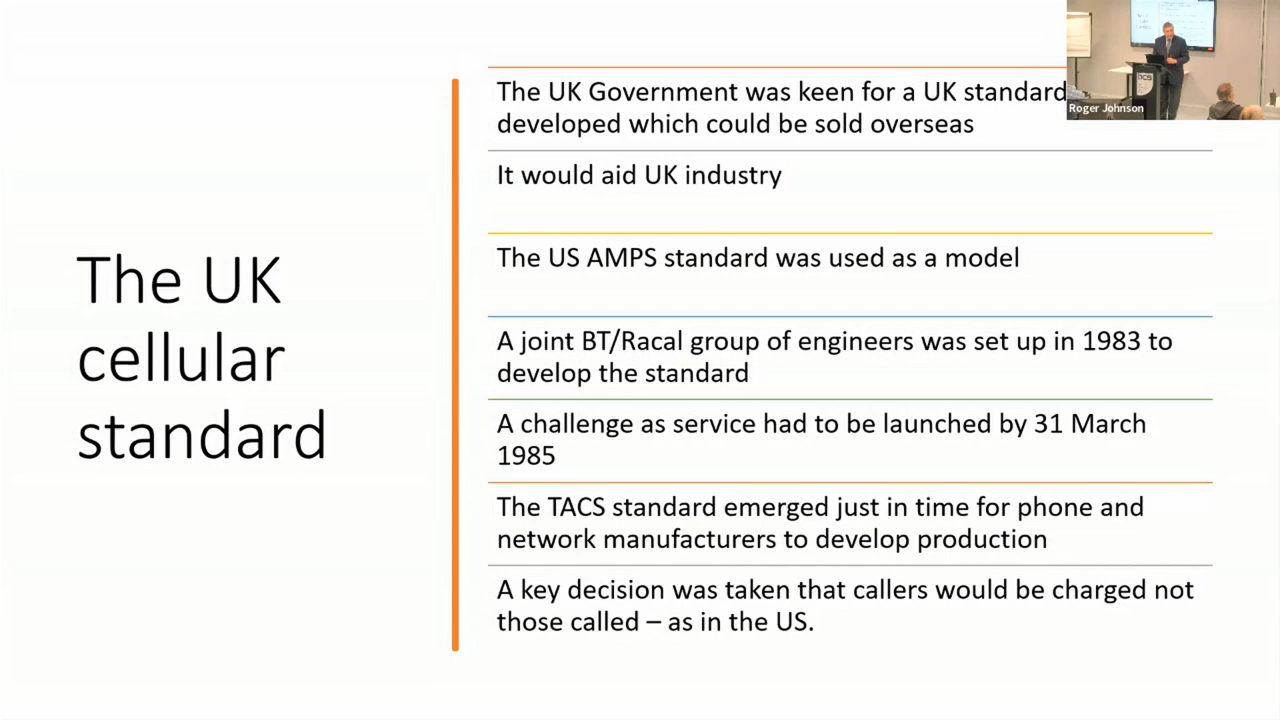 The UK
cellular
standard
The UK Government was keen for a UK standard
developed which could be sold overseas
It would aid UK industry
The US AMPS standard was used as a model
A joint BT/Racal group of engineers was set up in 1983 to
develop the standard
A challenge as service had to be launched by 31 March
1985
The TACS standard emerged just in time for phone and
network manufacturers to develop production
A key decision was taken that callers would be charged not
those called – as in the US.
bcs
Roger Johnson